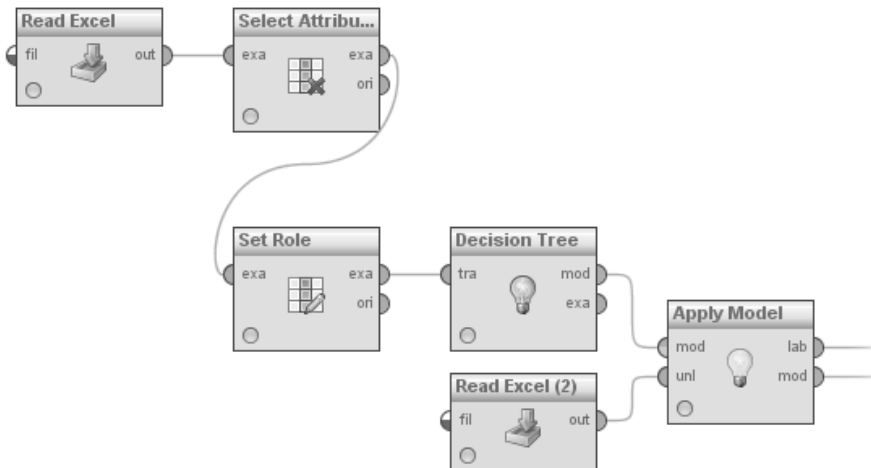 Read Excel
fil out
Select Attribu...
exa exa
ori
Set Role
exa exa
ori
Decision Tree
tra mod
exa
Apply Model
mod lab
unl mod
Read Excel (2)
fil out